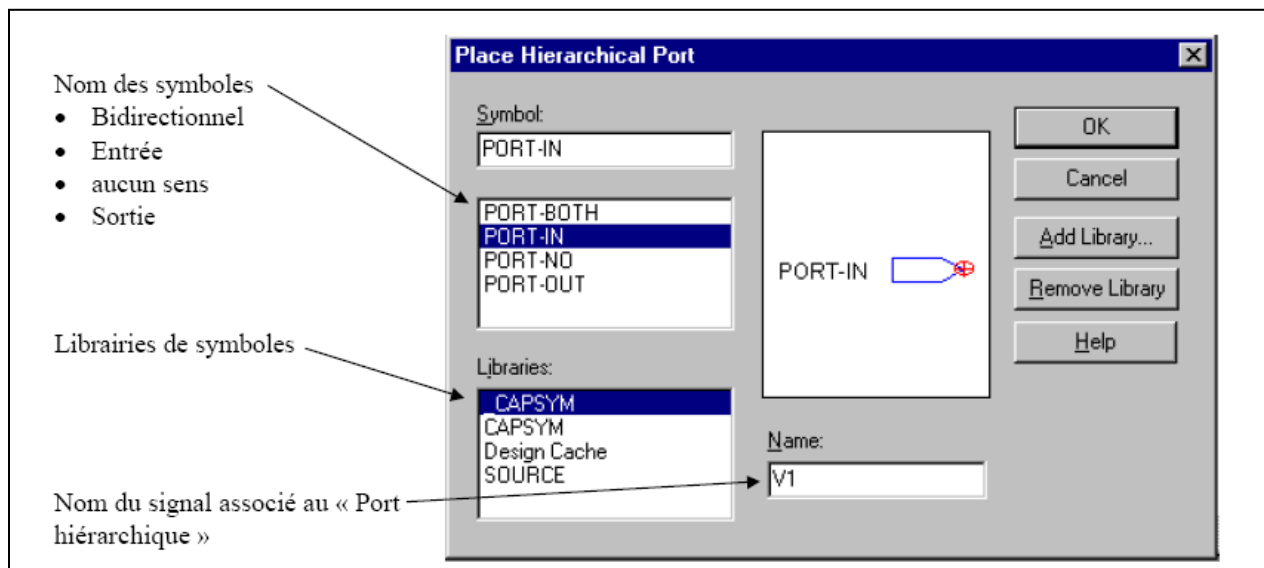 Place Hierarchical Port
Nom des symboles
• Bidirectionnel
• Entrée
• aucun sens
• Sortie
Librairies de symboles
Nom du signal associé au « Port
hiérarchique »
Symbol:
PORT-IN
PORT-BOTH
PORT-IN
PORT-NO
PORT-OUT
Libraries:
_CAPSYM
CAPSYM
Design Cache
SOURCE
PORT-IN
Name:
V1
OK
Cancel
Add Library...
Remove Library
Help